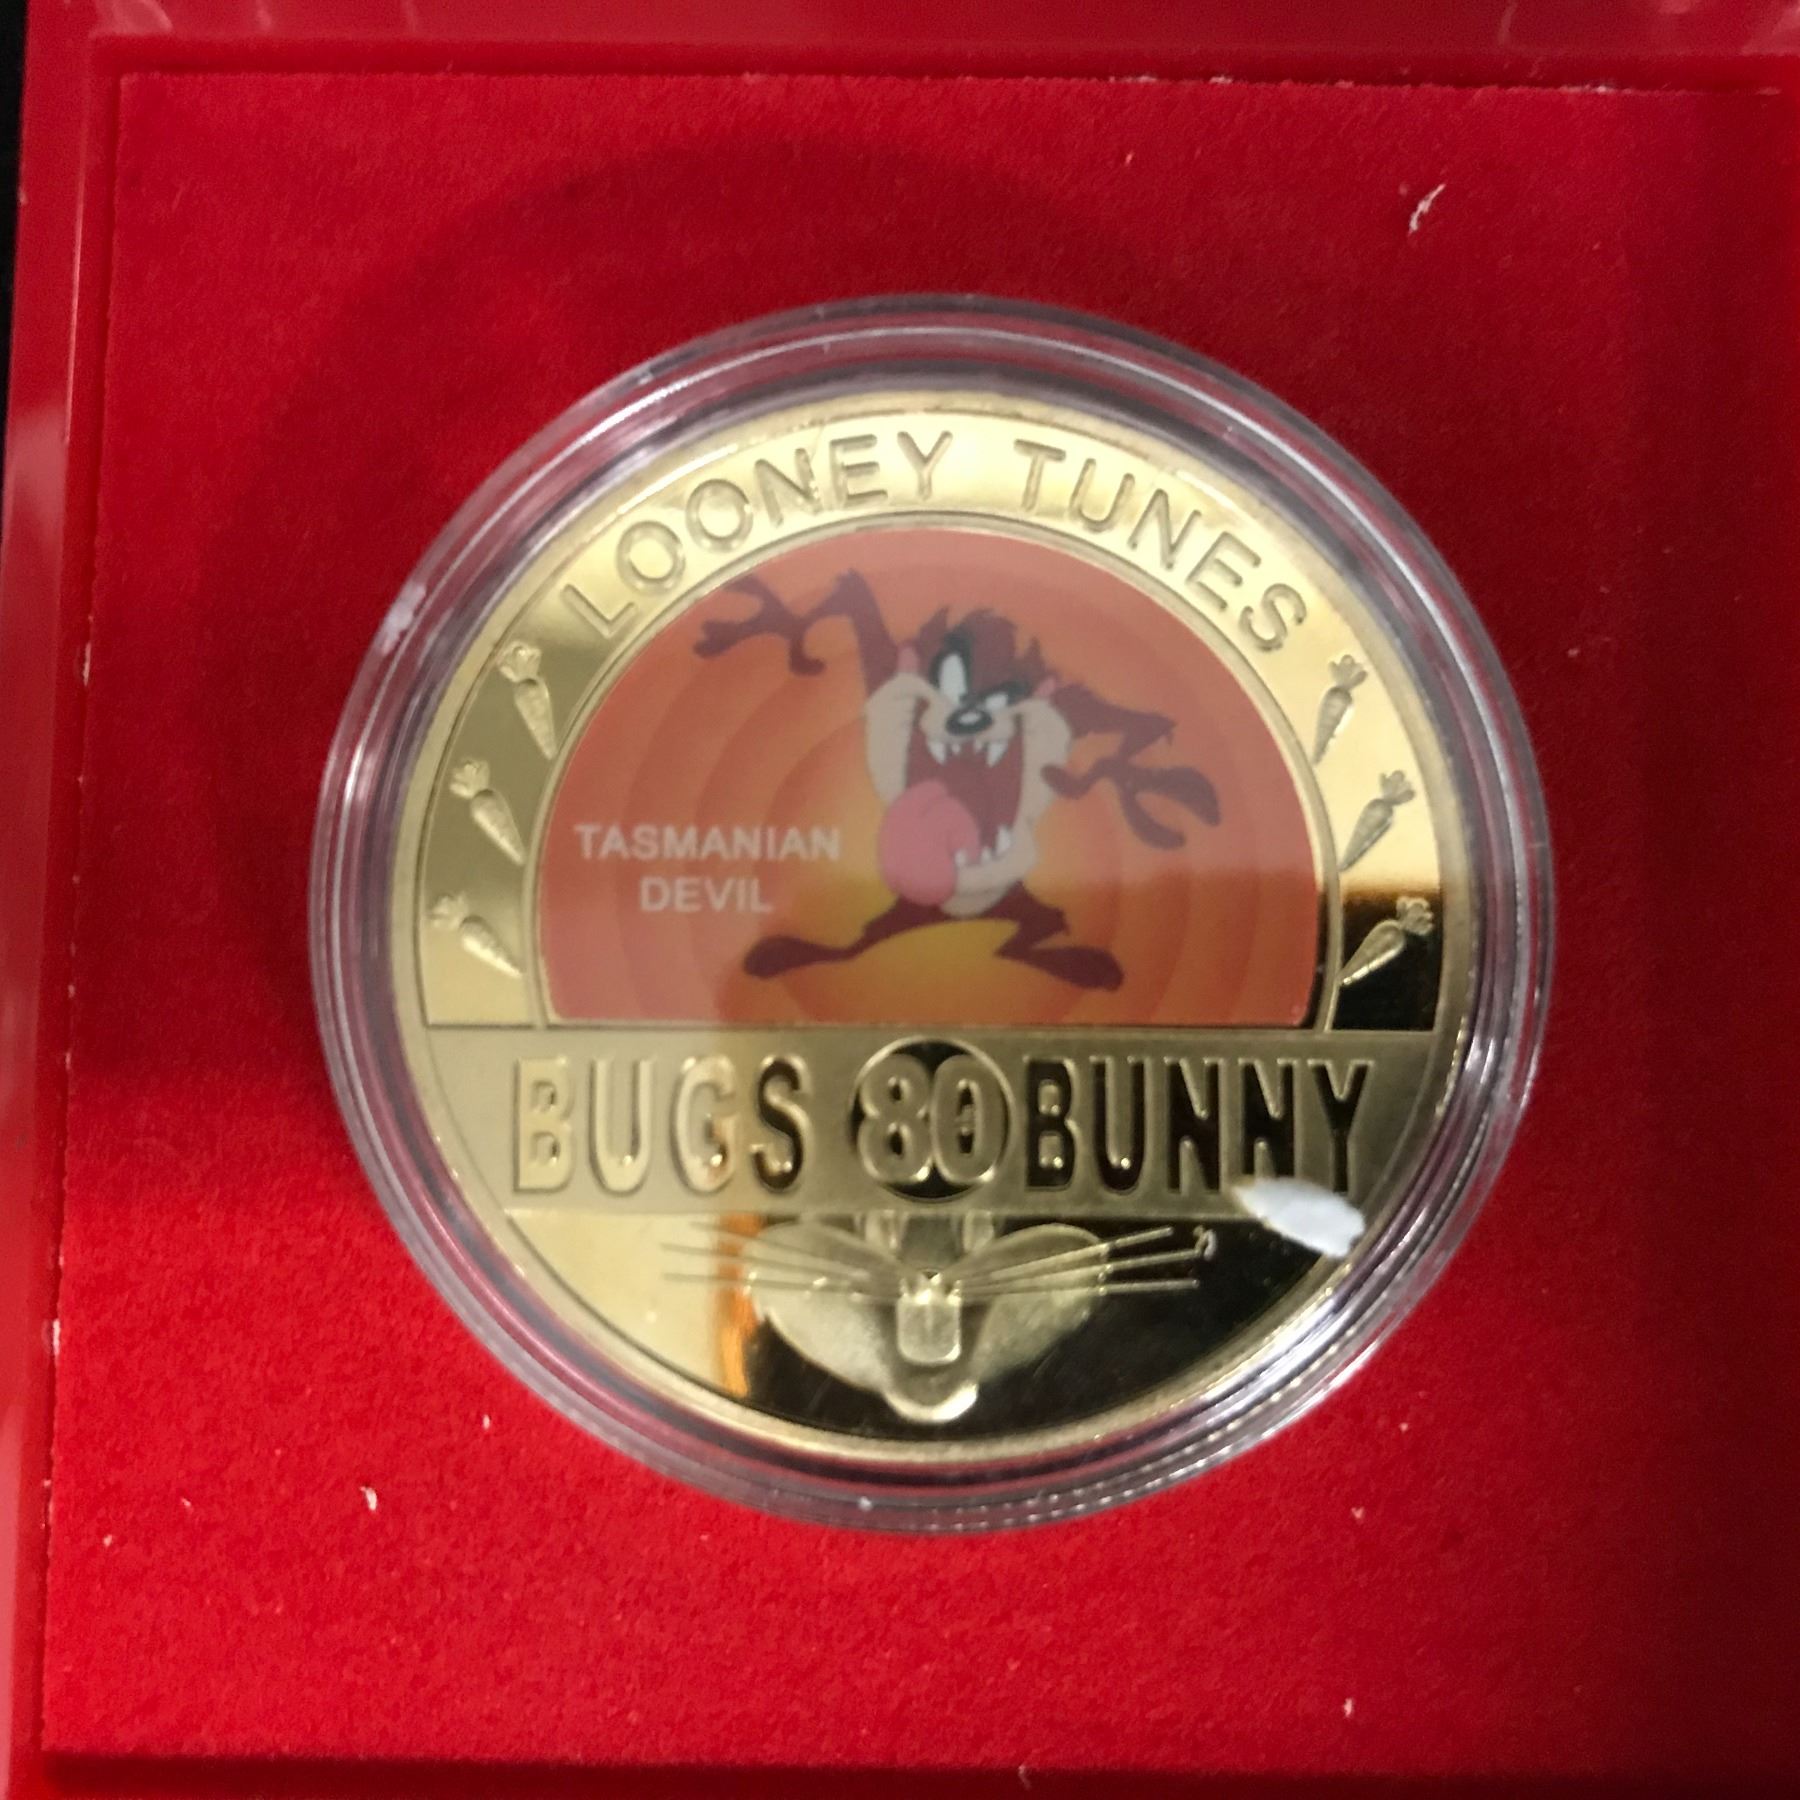 LOONEY TUNES
TASMANIAN
DEVIL
BUGS 80 BUNNY